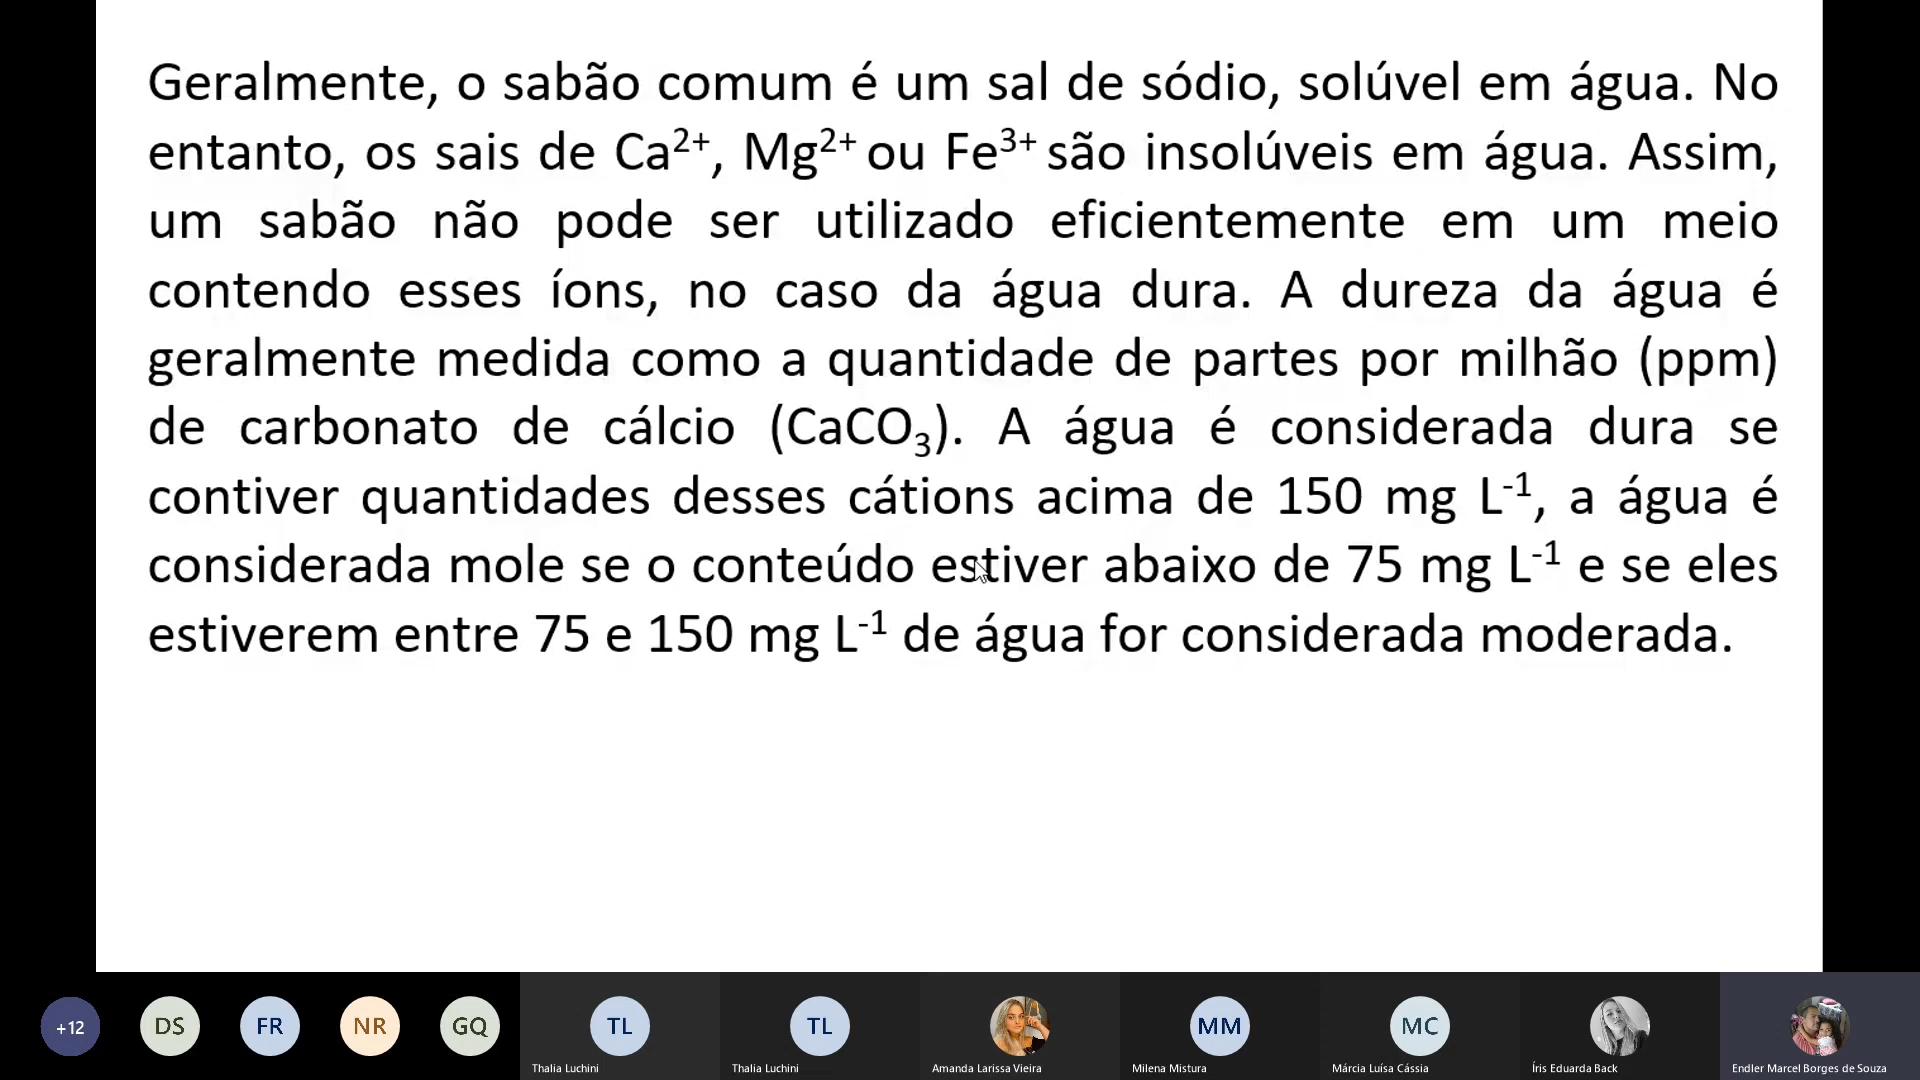 Geralmente, o sabão comum é um sal de sódio, solúvel em água. No
entanto, os sais de Ca²⁺, Mg²⁺ ou Fe³⁺ são insolúveis em água. Assim,
um sabão não pode ser utilizado eficientemente em um meio
contendo esses íons, no caso da água dura. A dureza da água é
geralmente medida como a quantidade de partes por milhão (ppm)
de carbonato de cálcio (CaCO₃). A água é considerada dura se
contiver quantidades desses cátions acima de 150 mg L⁻¹, a água é
considerada mole se o conteúdo estiver abaixo de 75 mg L⁻¹ e se eles
estiverem entre 75 e 150 mg L⁻¹ de água for considerada moderada.
+12 DS FR NR GQ TL TL MM MC
Thalia Luchini Thalia Luchini Amanda Larissa Vieira Milena Mistura Márcia Luísa Cássia Íris Eduarda Back Endler Marcel Borges de Souza